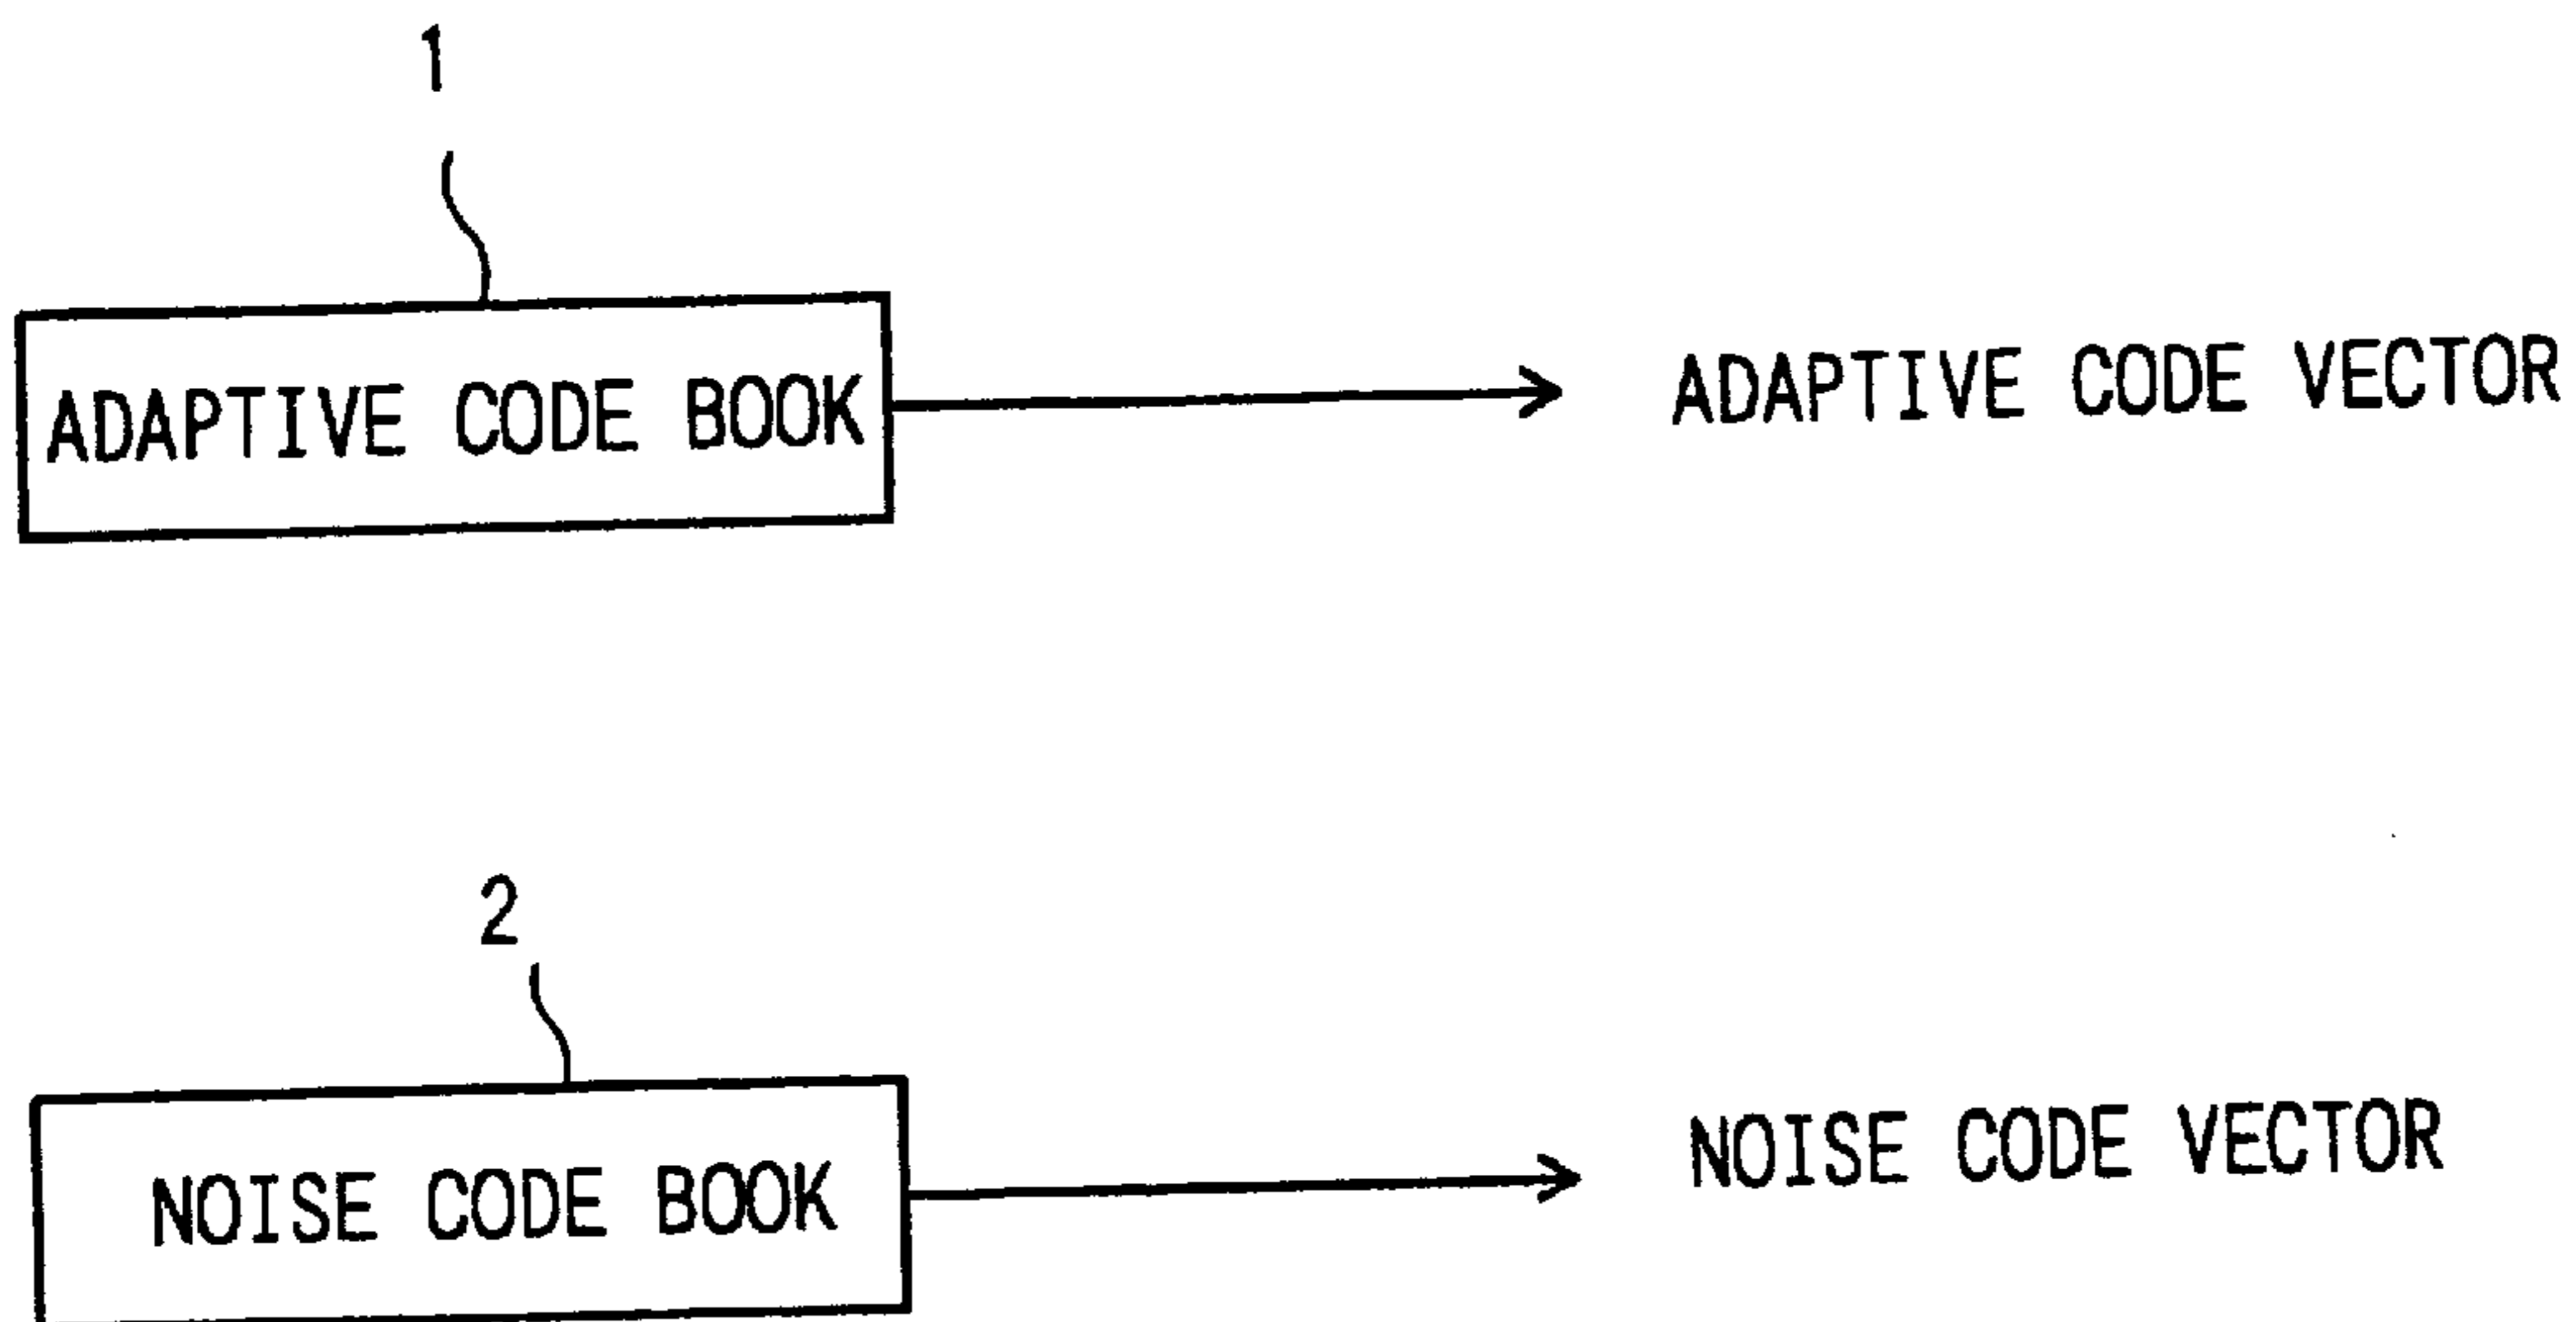 1
ADAPTIVE CODE BOOK
ADAPTIVE CODE VECTOR
2
NOISE CODE BOOK
NOISE CODE VECTOR